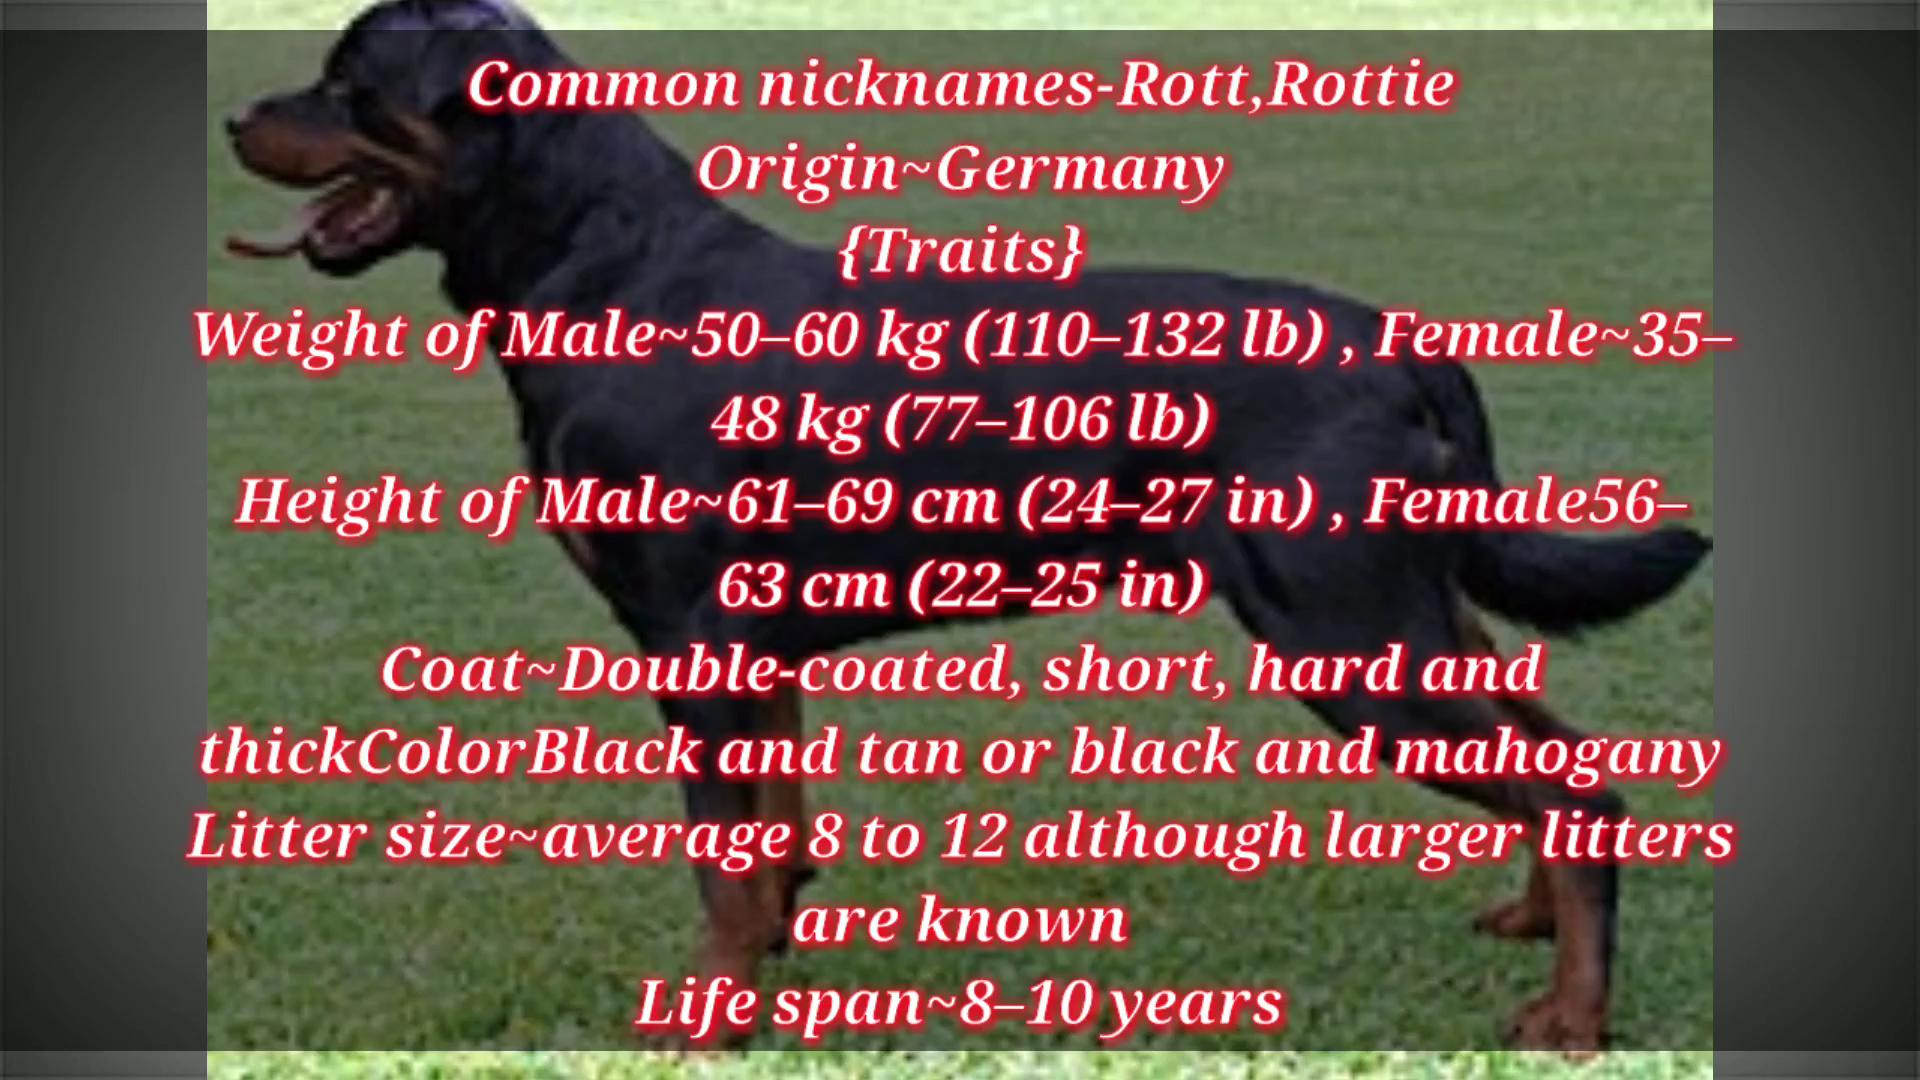 Common nicknames-Rott,Rottie
Origin~Germany
{Traits}
Weight of Male~50–60 kg (110–132 lb) , Female~35–
48 kg (77–106 lb)
Height of Male~61–69 cm (24–27 in) , Female56–
63 cm (22–25 in)
Coat~Double-coated, short, hard and
thickColorBlack and tan or black and mahogany
Litter size~average 8 to 12 although larger litters
are known
Life span~8–10 years